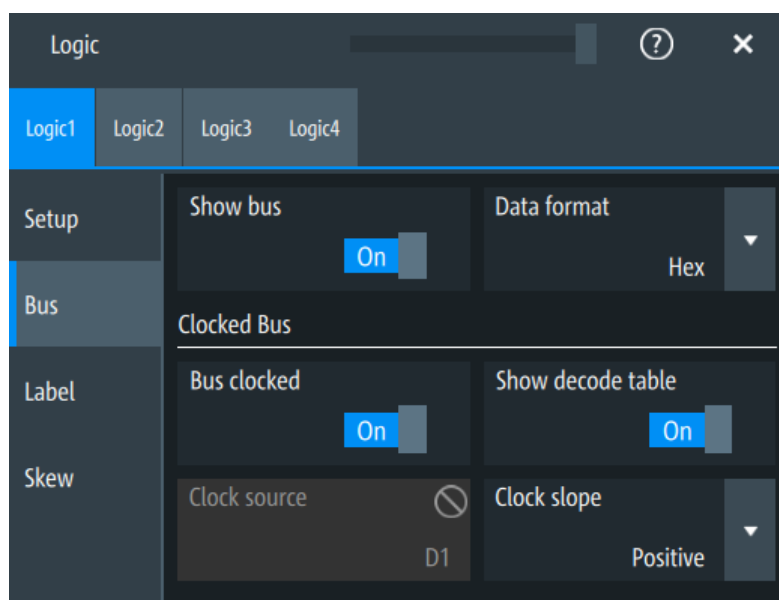 Logic
Logic1 Logic2 Logic3 Logic4
Setup
Bus
Label
Skew
Show bus
On
Data format
Hex
Clocked Bus
Bus clocked
On
Show decode table
On
Clock source
D1
Clock slope
Positive